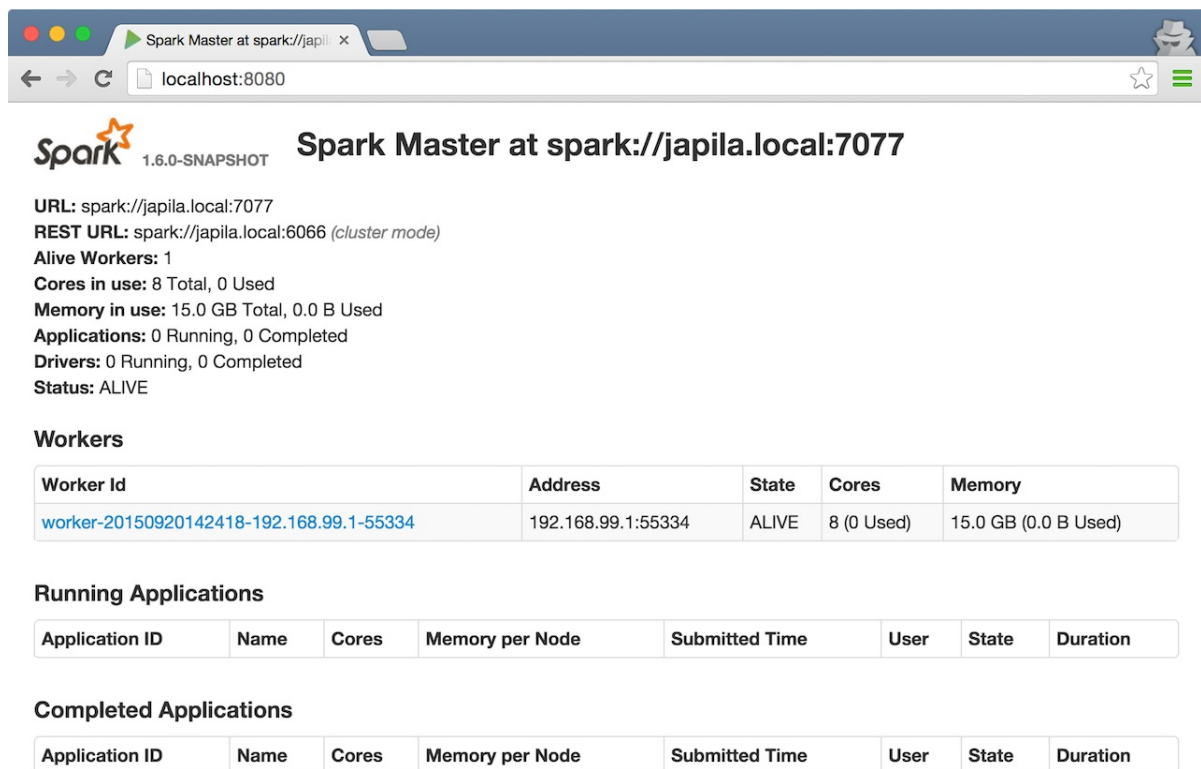 Spark Master at spark://japil
localhost:8080
Spark 1.6.0-SNAPSHOT Spark Master at spark://japila.local:7077
URL: spark://japila.local:7077
REST URL: spark://japila.local:6066 (cluster mode)
Alive Workers: 1
Cores in use: 8 Total, 0 Used
Memory in use: 15.0 GB Total, 0.0 B Used
Applications: 0 Running, 0 Completed
Drivers: 0 Running, 0 Completed
Status: ALIVE
Workers
Worker Id Address State Cores Memory
worker-20150920142418-192.168.99.1-55334 192.168.99.1:55334 ALIVE 8 (0 Used) 15.0 GB (0.0 B Used)
Running Applications
Application ID Name Cores Memory per Node Submitted Time User State Duration
Completed Applications
Application ID Name Cores Memory per Node Submitted Time User State Duration